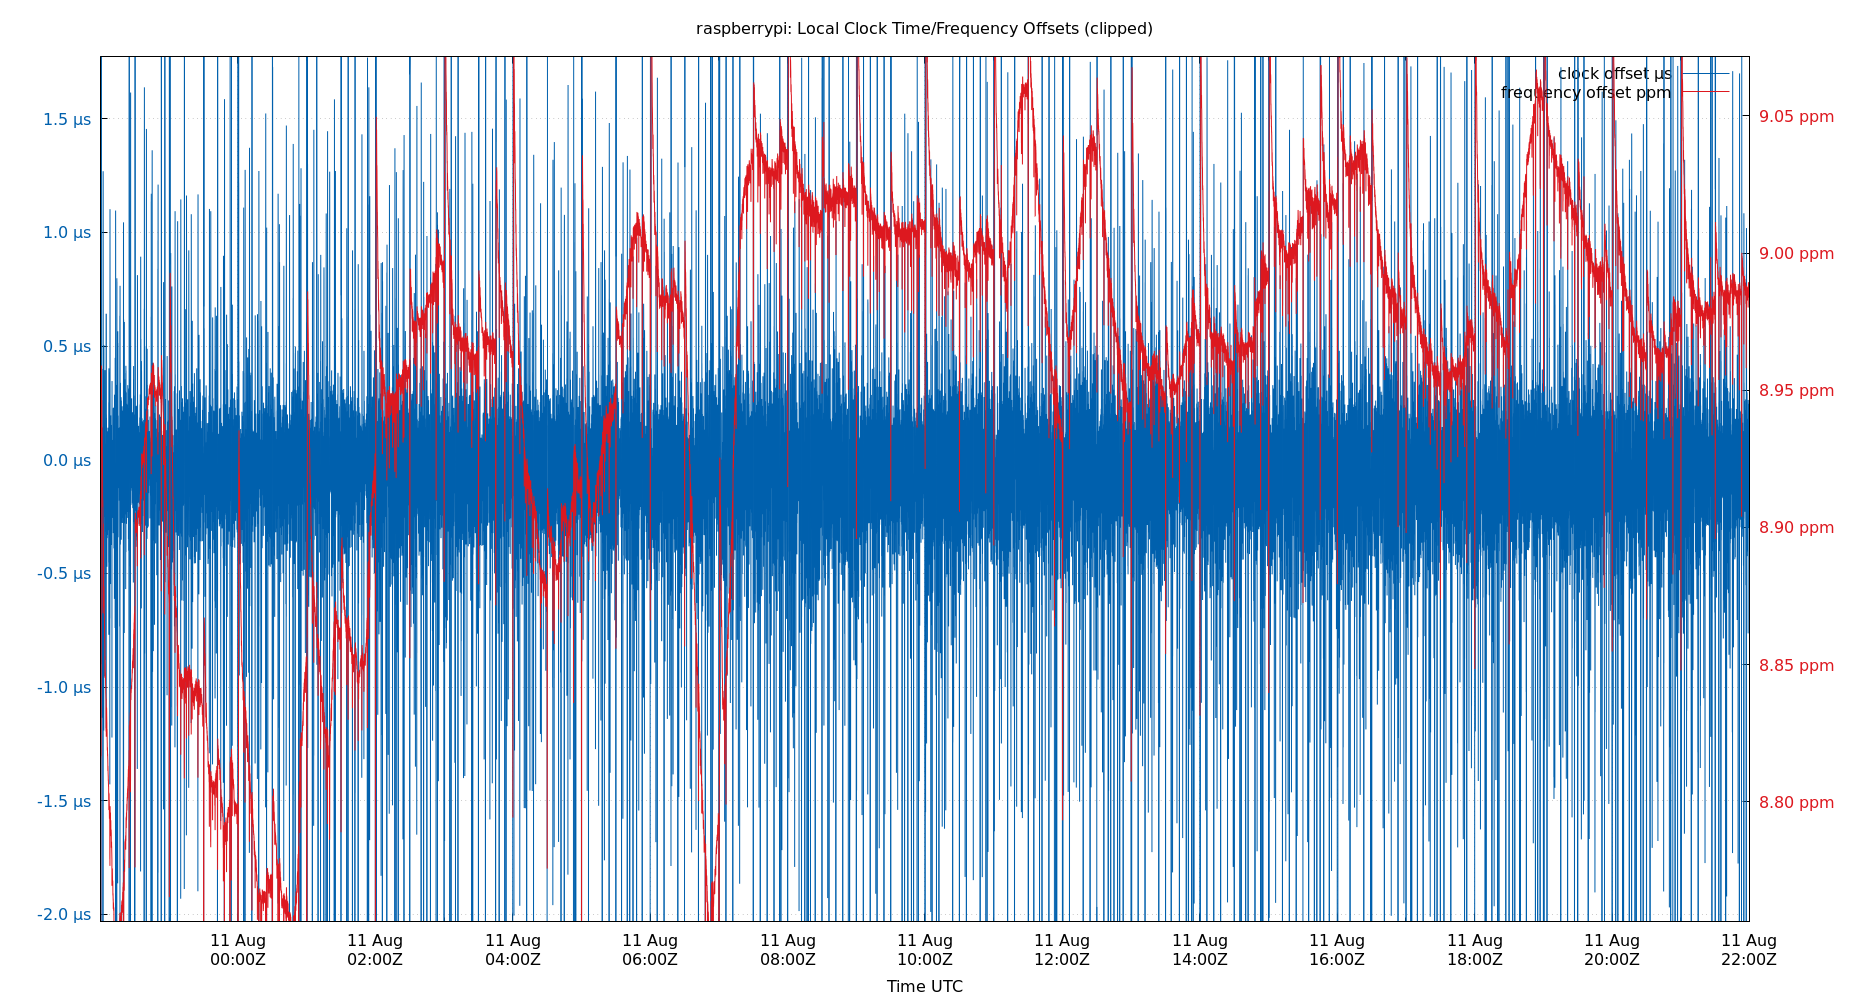 raspberrypi: Local Clock Time/Frequency Offsets (clipped)
clock offset µs
frequency offset ppm
1.5 µs
1.0 µs
0.5 µs
0.0 µs
-0.5 µs
-1.0 µs
-1.5 µs
-2.0 µs
9.05 ppm
9.00 ppm
8.95 ppm
8.90 ppm
8.85 ppm
8.80 ppm
11 Aug
00:00Z
11 Aug
02:00Z
11 Aug
04:00Z
11 Aug
06:00Z
11 Aug
08:00Z
11 Aug
10:00Z
11 Aug
12:00Z
11 Aug
14:00Z
11 Aug
16:00Z
11 Aug
18:00Z
11 Aug
20:00Z
11 Aug
22:00Z
Time UTC